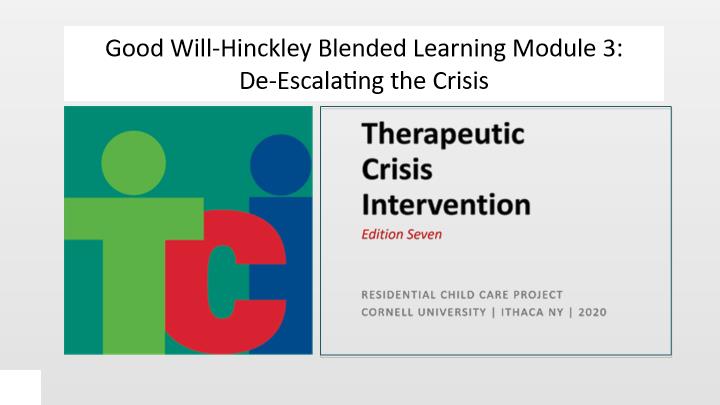 Good Will-Hinckley Blended Learning Module 3:
De-Escalating the Crisis
TCI
Therapeutic
Crisis
Intervention
Edition Seven
RESIDENTIAL CHILD CARE PROJECT
CORNELL UNIVERSITY | ITHACA NY | 2020